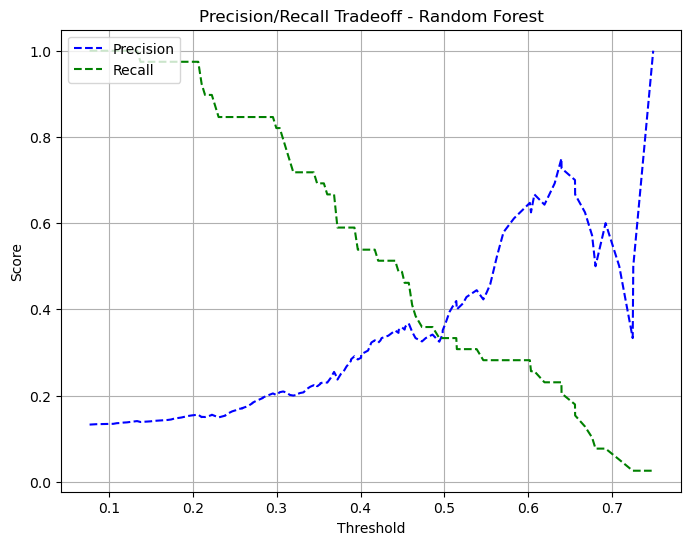 Precision/Recall Tradeoff - Random Forest
Precision
Recall
1.0
0.8
0.6
0.4
0.2
0.0
Score
0.1 0.2 0.3 0.4 0.5 0.6 0.7
Threshold